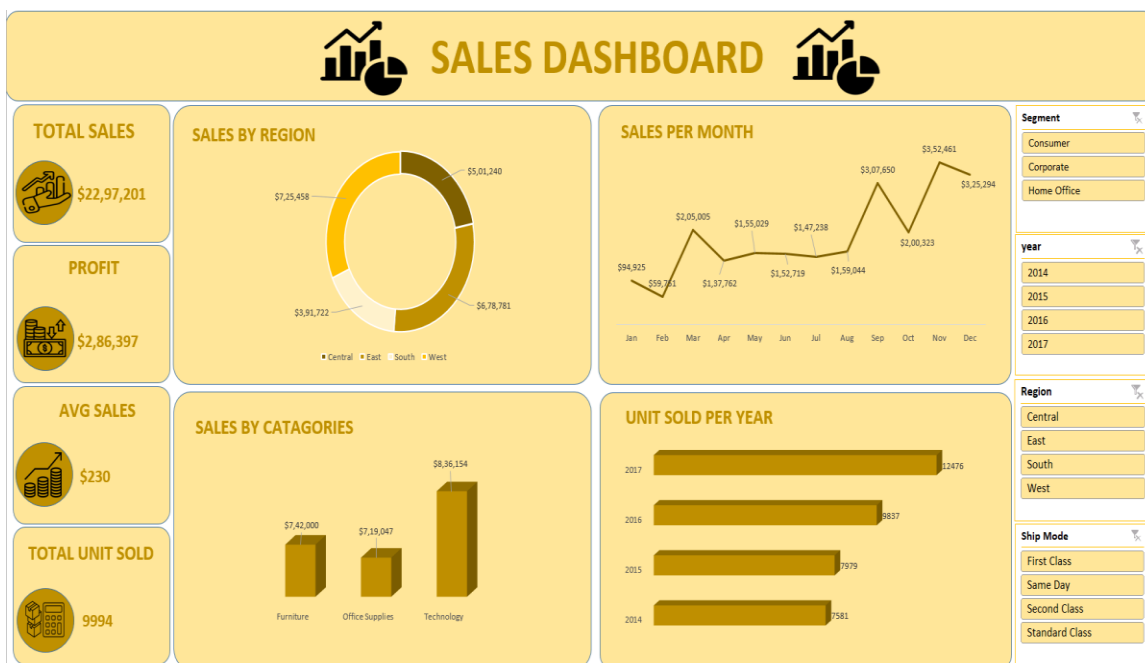 SALES DASHBOARD
TOTAL SALES
$22,97,201
PROFIT
$2,86,397
AVG SALES
$230
TOTAL UNIT SOLD
9994
SALES BY REGION
$5,01,240
$7,25,458
$3,91,722
$6,78,781
Central East South West
SALES PER MONTH
$3,52,461
$3,07,650
$3,25,294
$2,05,005
$1,55,029
$1,47,238
$2,00,323
$94,925
$1,52,719
$1,59,044
$1,37,762
Jan Feb Mar Apr May Jun Jul Aug Sep Oct Nov Dec
SALES BY CATAGORIES
$8,36,154
$7,42,000
$7,19,047
Furniture Office Supplies Technology
UNIT SOLD PER YEAR
2017 12476
2016 9837
2015 7979
2014 7581
Segment
Consumer
Corporate
Home Office
year
2014
2015
2016
2017
Region
Central
East
South
West
Ship Mode
First Class
Same Day
Second Class
Standard Class